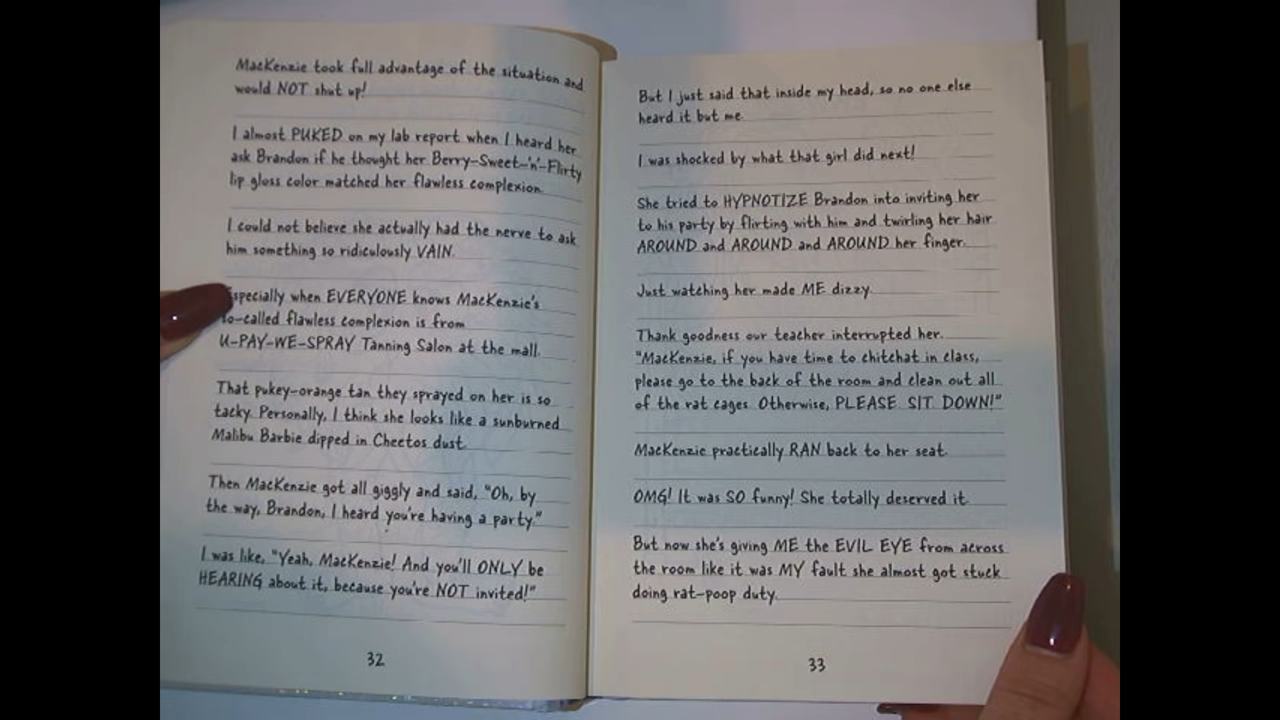 MacKenzie took full advantage of the situation and
would NOT shut up!
I almost PUKED on my lab report when I heard her
ask Brandon if he thought her Berry-Sweet-'n'-Flirty
lip gloss color matched her flawless complexion.
I could not believe she actually had the nerve to ask
him something so ridiculously VAIN.
Especially when EVERYONE knows MacKenzie's
so-called flawless complexion is from
U-PAY-WE-SPRAY Tanning Salon at the mall.
That pukey-orange tan they sprayed on her is so
tacky. Personally, I think she looks like a sunburned
Malibu Barbie dipped in Cheetos dust.
Then MacKenzie got all giggly and said, "Oh, by
the way, Brandon, I heard you're having a party."
I was like, "Yeah, MacKenzie! And you'll ONLY be
HEARING about it, because you're NOT invited!"
32
But I just said that inside my head, so no one else
heard it but me.
I was shocked by what that girl did next!
She tried to HYPNOTIZE Brandon into inviting her
to his party by flirting with him and twirling her hair
AROUND and AROUND and AROUND her finger.
Just watching her made ME dizzy.
Thank goodness our teacher interrupted her.
"MacKenzie, if you have time to chitchat in class,
please go to the back of the room and clean out all
of the rat cages. Otherwise, PLEASE SIT DOWN!"
MacKenzie practically RAN back to her seat.
OMG! It was SO funny! She totally deserved it.
But now she's giving ME the EVIL EYE from across
the room like it was MY fault she almost got stuck
doing rat-poop duty.
33